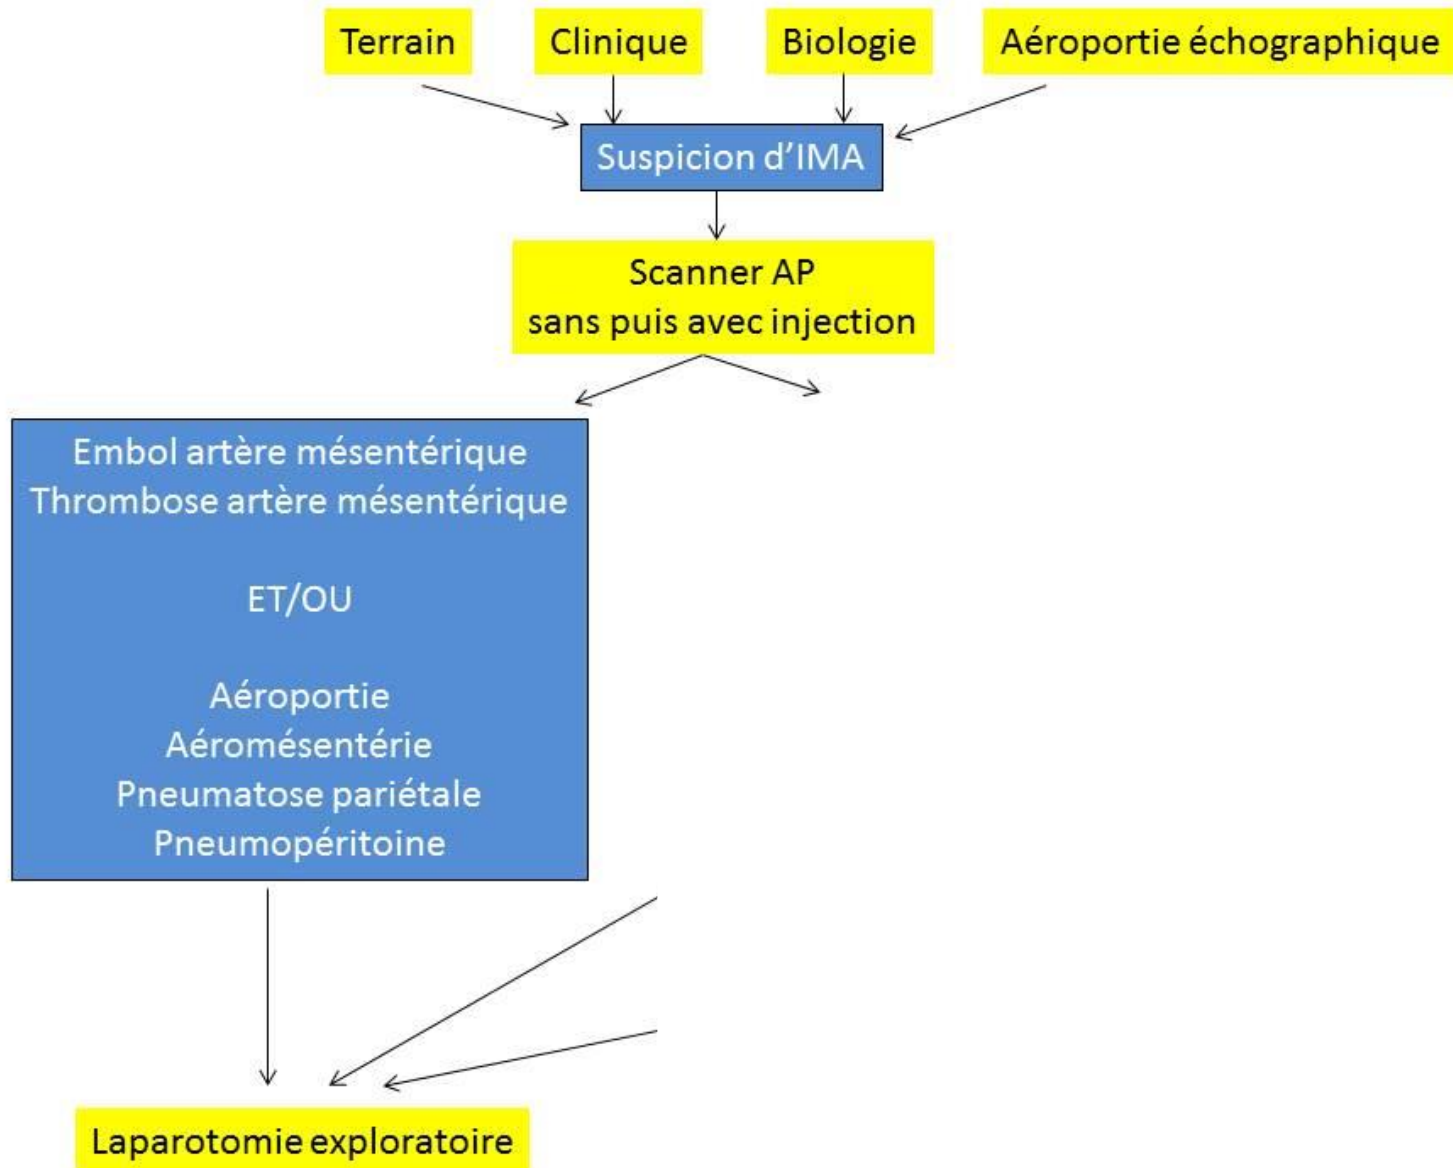 Terrain
Clinique
Biologie
Aéroportie échographique
Suspicion d'IMA
Scanner AP
sans puis avec injection
Embol artère mésentérique
Thrombose artère mésentérique
ET/OU
Aéroportie
Aéromésentérie
Pneumatose pariétale
Pneumopéritoine
Laparotomie exploratoire